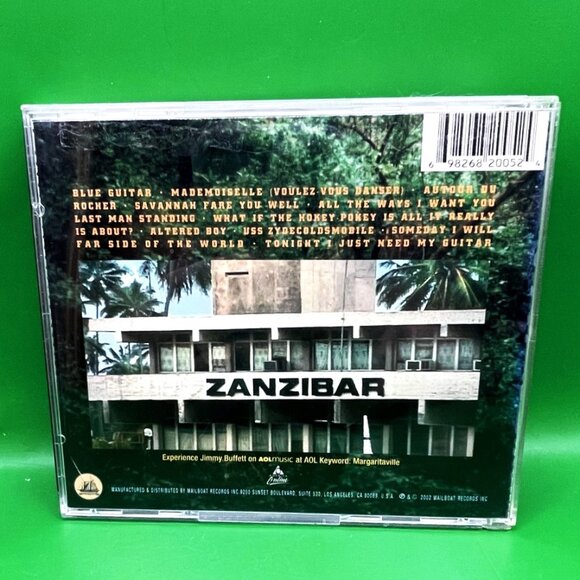 6 98268 20052 4
BLUE GUITAR · MADEMOISELLE (VOULEZ-VOUS DANSER) · AUTOUR DU
ROCHER · SAVANNAH FARE YOU WELL · ALL THE WAYS I WANT YOU
LAST MAN STANDING · WHAT IF THE HOKEY POKEY IS ALL IT REALLY
IS ABOUT? · ALTERED BOY · USS ZYDECOLDSMOBILE · SOMEDAY I WILL
FAR SIDE OF THE WORLD · TONIGHT I JUST NEED MY GUITAR
ZANZIBAR
Experience Jimmy Buffett on AOLMUSIC at AOL Keyword: Margaritaville
MANUFACTURED & DISTRIBUTED BY MAILBOAT RECORDS INC. 9200 SUNSET BOULEVARD, SUITE 530, LOS ANGELES, CA 90069, U.S.A. ℗ & © 2002 MAILBOAT RECORDS INC